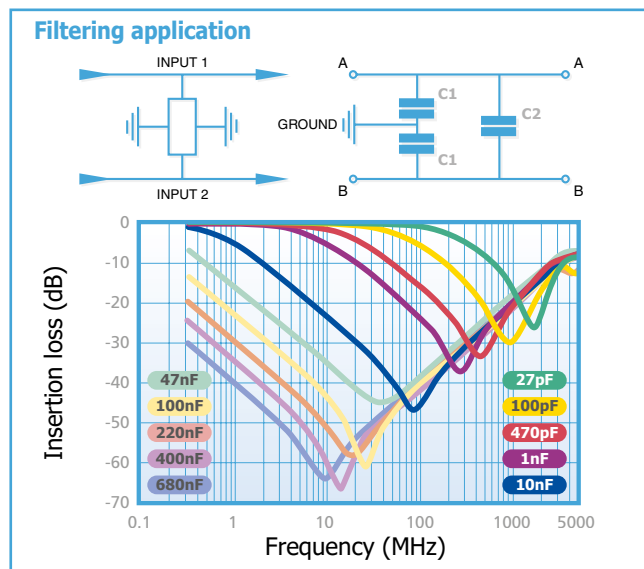 Filtering application
INPUT 1
INPUT 2
A
A
C1
C2
GROUND
C1
B
B
0
-10
-20
-30
-40
-50
-60
-70
Insertion loss (dB)
47nF
100nF
220nF
400nF
680nF
27pF
100pF
470pF
1nF
10nF
0.1
1
10
100
1000
5000
Frequency (MHz)